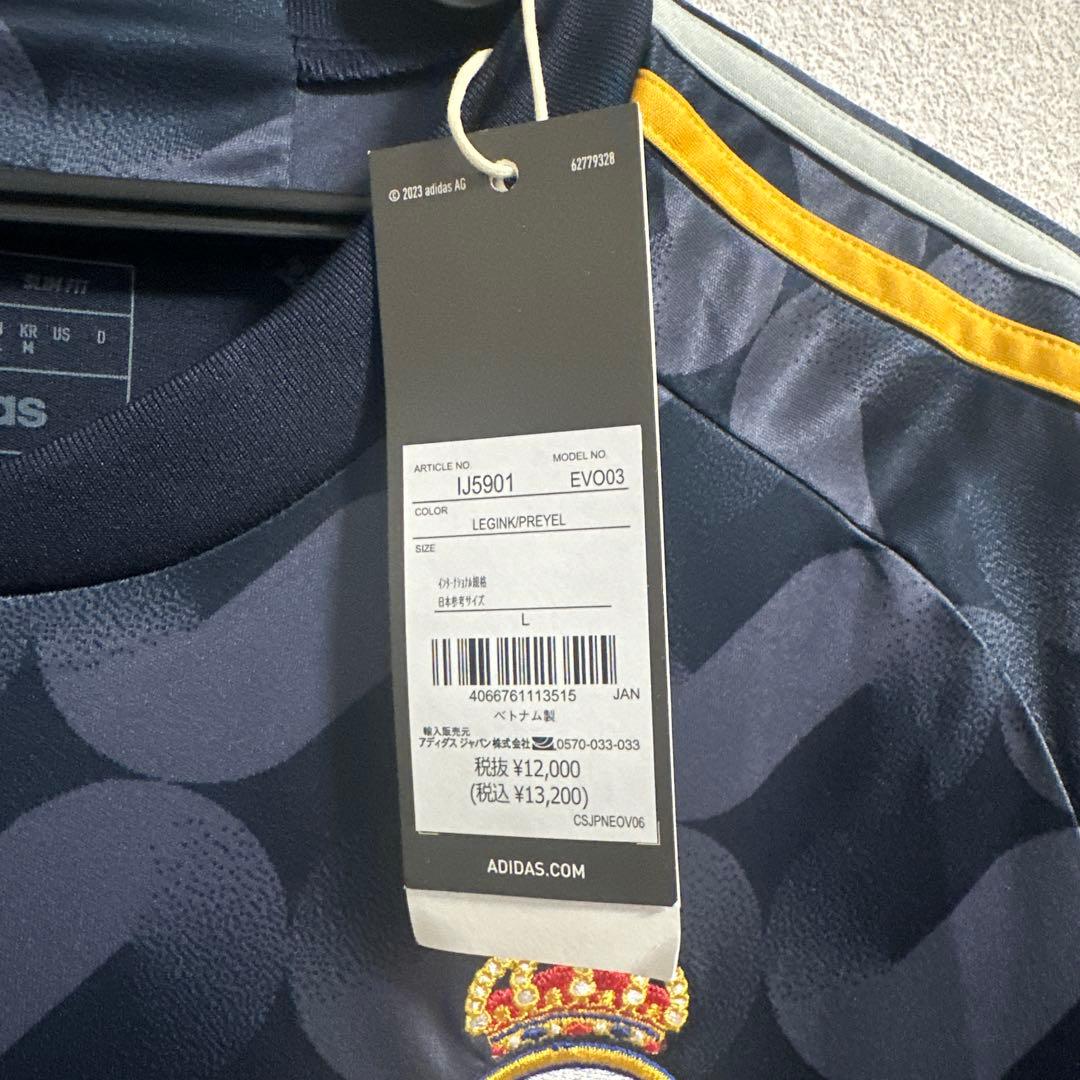 © 2023 adidas AG
62779328
SLIM FIT
KR US D
M
as
ARTICLE NO.
MODEL NO.
IJ5901
EVO03
COLOR
LEGINK/PREYEL
SIZE
インターナショナル規格
日本参考サイズ
L
4066761113515 JAN
ベトナム製
輸入販売元
アディダス ジャパン株式会社 0570-033-033
税抜 ¥12,000
(税込 ¥13,200)
CSJPNEOV06
ADIDAS.COM